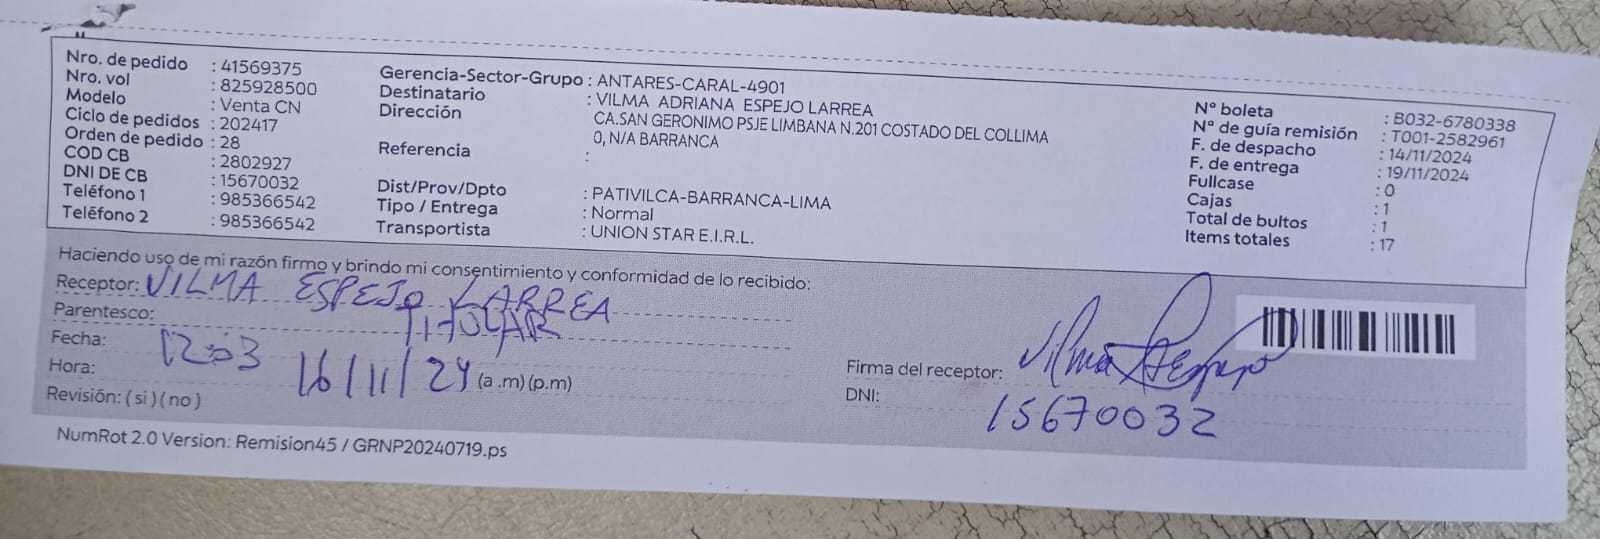 Nro. de pedido : 41569375
Nro. vol : 825928500
Modelo : Venta CN
Ciclo de pedidos : 202417
Orden de pedido : 28
COD CB : 2802927
DNI DE CB : 15670032
Teléfono 1 : 985366542
Teléfono 2 : 985366542
Gerencia-Sector-Grupo : ANTARES-CARAL-4901
Destinatario : VILMA ADRIANA ESPEJO LARREA
Dirección : CA.SAN GERONIMO PSJE LIMBANA N.201 COSTADO DEL COLLIMA
0, N/A BARRANCA
Referencia :
Dist/Prov/Dpto : PATIVILCA-BARRANCA-LIMA
Tipo / Entrega : Normal
Transportista : UNION STAR E.I.R.L.
N° boleta : B032-6780338
N° de guía remisión : T001-2582961
F. de despacho : 14/11/2024
F. de entrega : 19/11/2024
Fullcase : 0
Cajas : 1
Total de bultos : 1
Items totales : 17
Haciendo uso de mi razón firmo y brindo mi consentimiento y conformidad de lo recibido:
Receptor: VILMA ESPEJO LARREA
Parentesco: TITULAR
Fecha: 12:03
Hora: 16/11/24 (a .m) (p.m)
Revisión: ( si ) ( no )
Firma del receptor: Vilma Espejo
DNI: 15670032
NumRot 2.0 Version: Remision45 / GRNP20240719.ps